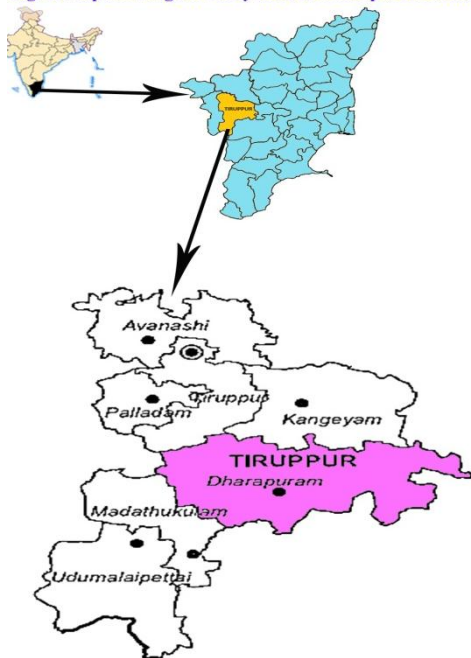 TIRUPPUR
Avanashi
Tiruppur
Palladam
Kangeyam
TIRUPPUR
Dharapuram
Madathukulam
Udumalaipettai